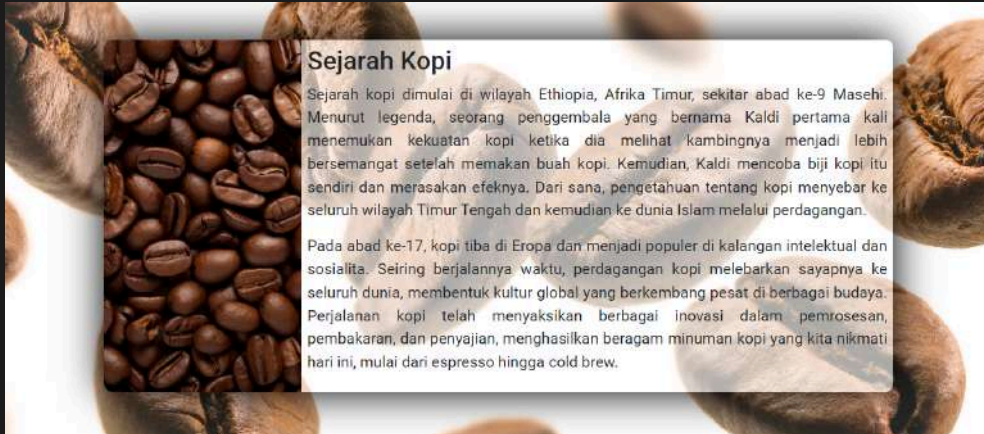 Sejarah Kopi
Sejarah kopi dimulai di wilayah Ethiopia, Afrika Timur, sekitar abad ke-9 Masehi.
Menurut legenda, seorang penggembala yang bernama Kaldi pertama kali
menemukan kekuatan kopi ketika dia melihat kambingnya menjadi lebih
bersemangat setelah memakan buah kopi. Kemudian, Kaldi mencoba biji kopi itu
sendiri dan merasakan efeknya. Dari sana, pengetahuan tentang kopi menyebar ke
seluruh wilayah Timur Tengah dan kemudian ke dunia Islam melalui perdagangan.
Pada abad ke-17, kopi tiba di Eropa dan menjadi populer di kalangan intelektual dan
sosialita. Seiring berjalannya waktu, perdagangan kopi melebarkan sayapnya ke
seluruh dunia, membentuk kultur global yang berkembang pesat di berbagai budaya.
Perjalanan kopi telah menyaksikan berbagai inovasi dalam pemrosesan,
pembakaran, dan penyajian, menghasilkan beragam minuman kopi yang kita nikmati
hari ini, mulai dari espresso hingga cold brew.